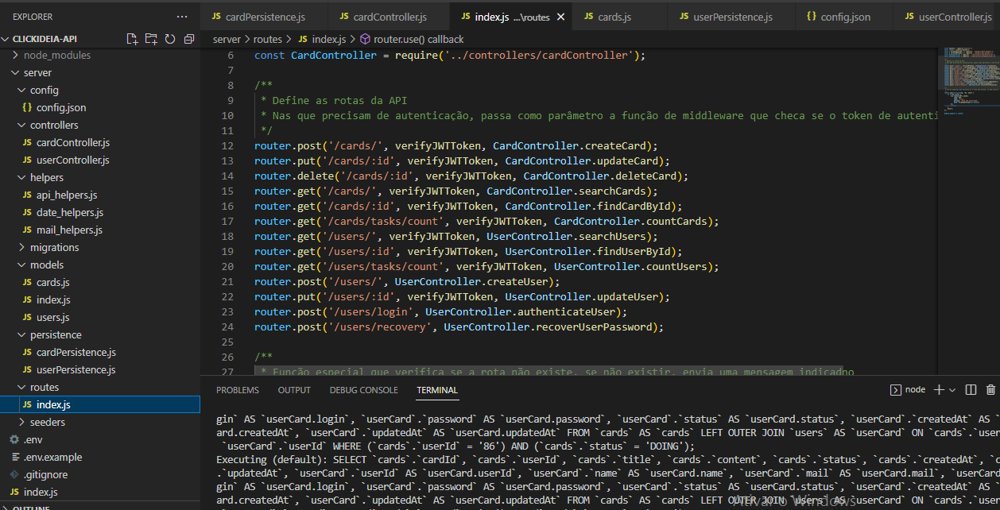 EXPLORER
···
JS cardPersistence.js
JS cardController.js
JS index.js ...\routes
JS cards.js
JS userPersistence.js
{} config.json
JS userController.js
CLICKIDEIA-API
server > routes > JS index.js > router.use() callback
node_modules
server
config
{} config.json
controllers
JS cardController.js
JS userController.js
helpers
JS api_helpers.js
JS date_helpers.js
JS mail_helpers.js
migrations
models
JS cards.js
JS index.js
JS users.js
persistence
JS cardPersistence.js
JS userPersistence.js
routes
JS index.js
seeders
.env
.env.example
.gitignore
JS index.js
OUTLINE
6 const CardController = require('../controllers/cardController');
7
8 /**
9 * Define as rotas da API
10 * Nas que precisam de autenticação, passa como parâmetro a função de middleware que checa se o token de autenti
11 */
12 router.post('/cards/', verifyJWTToken, CardController.createCard);
13 router.put('/cards/:id', verifyJWTToken, CardController.updateCard);
14 router.delete('/cards/:id', verifyJWTToken, CardController.deleteCard);
15 router.get('/cards/', verifyJWTToken, CardController.searchCards);
16 router.get('/cards/:id', verifyJWTToken, CardController.findCardById);
17 router.get('/cards/tasks/count', verifyJWTToken, CardController.countCards);
18 router.get('/users/', verifyJWTToken, UserController.searchUsers);
19 router.get('/users/:id', verifyJWTToken, UserController.findUserById);
20 router.get('/users/tasks/count', verifyJWTToken, UserController.countUsers);
21 router.post('/users/', UserController.createUser);
22 router.put('/users/:id', verifyJWTToken, UserController.updateUser);
23 router.post('/users/login', UserController.authenticateUser);
24 router.post('/users/recovery', UserController.recoverUserPassword);
25
26 /**
27 * Função especial que verifica se a rota não existe, se não existir, envia uma mensagem indicadno
PROBLEMS OUTPUT DEBUG CONSOLE TERMINAL
node
gin` AS `userCard.login`, `userCard`.`password` AS `userCard.password`, `userCard`.`status` AS `userCard.status`, `userCard`.`createdAt` AS `
ard.createdAt`, `userCard`.`updatedAt` AS `userCard.updatedAt` FROM `cards` AS `cards` LEFT OUTER JOIN `users` AS `userCard` ON `cards`.`user
`userCard`.`userId` WHERE (`cards`.`userId` = '86') AND (`cards`.`status` = 'DOING');
Executing (default): SELECT `cards`.`cardId`, `cards`.`userId`, `cards`.`title`, `cards`.`content`, `cards`.`status`, `cards`.`createdAt`, `c
.`updatedAt`, `userCard`.`userId` AS `userCard.userId`, `userCard`.`name` AS `userCard.name`, `userCard`.`mail` AS `userCard.mail`, `userCard
gin` AS `userCard.login`, `userCard`.`password` AS `userCard.password`, `userCard`.`status` AS `userCard.status`, `userCard`.`createdAt` AS `
ard.createdAt`, `userCard`.`updatedAt` AS `userCard.updatedAt` FROM `cards` AS `cards` LEFT OUTER JOIN `users` AS `userCard` ON `cards`.`user
Ativar o Windows